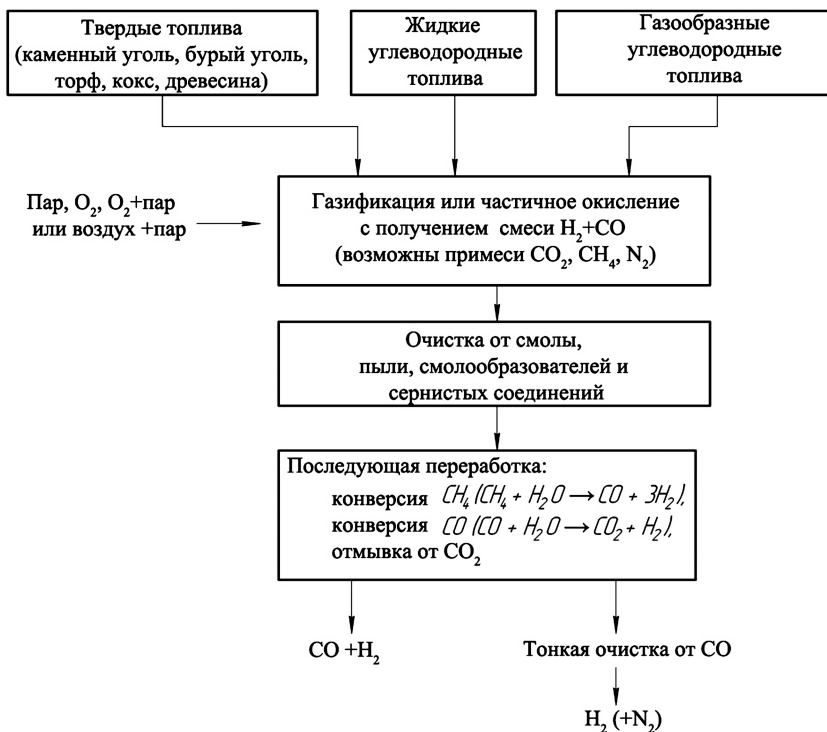 Твердые топлива
(каменный уголь, бурый уголь,
торф, кокс, древесина)
Жидкие
углеводородные
топлива
Газообразные
углеводородные
топлива
Пар, O₂, O₂+пар
или воздух +пар
Газификация или частичное окисление
с получением смеси H₂+CO
(возможны примеси CO₂, CH₄, N₂)
Очистка от смолы,
пыли, смолообразователей и
сернистых соединений
Последующая переработка:
конверсия CH₄ (CH₄ + H₂O → CO + 3H₂),
конверсия CO (CO + H₂O → CO₂ + H₂),
отмывка от CO₂
CO +H₂
Тонкая очистка от CO
H₂ (+N₂)